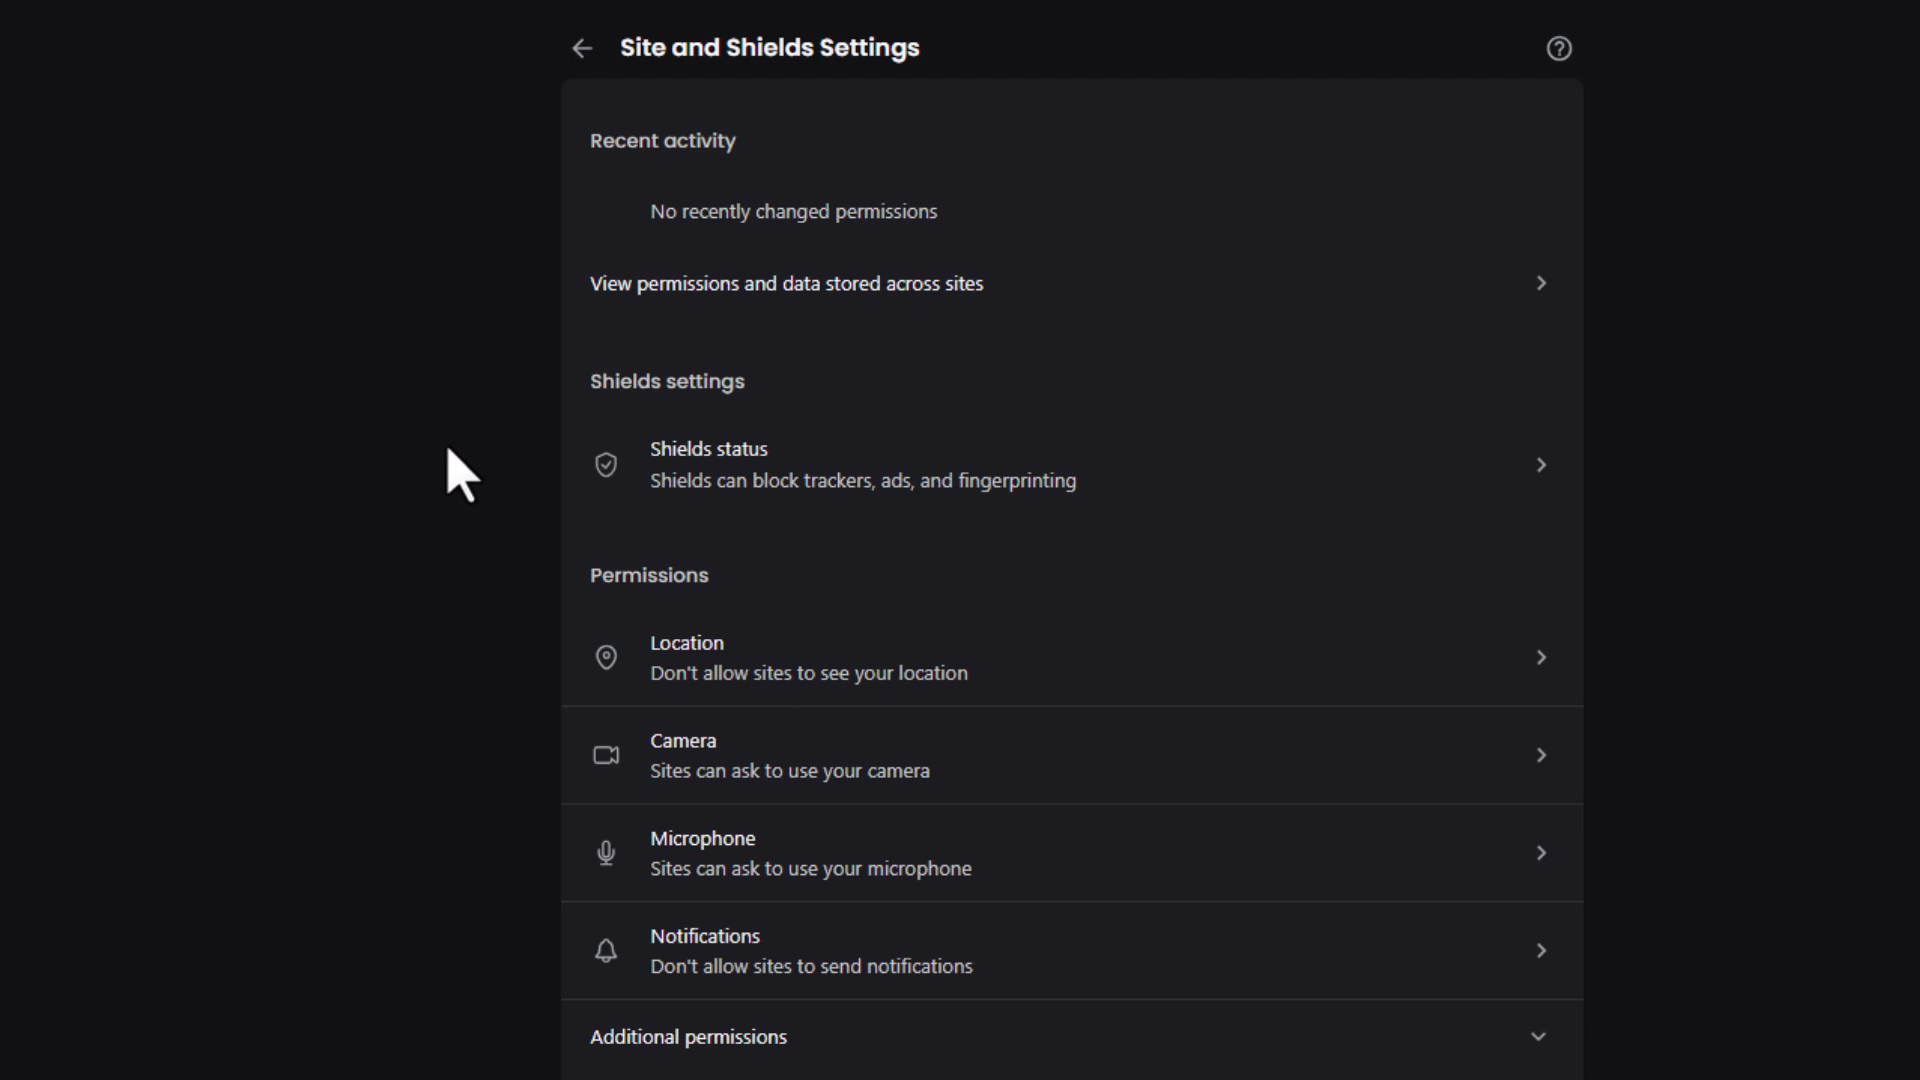 Site and Shields Settings
Recent activity
No recently changed permissions
View permissions and data stored across sites
Shields settings
Shields status
Shields can block trackers, ads, and fingerprinting
Permissions
Location
Don't allow sites to see your location
Camera
Sites can ask to use your camera
Microphone
Sites can ask to use your microphone
Notifications
Don't allow sites to send notifications
Additional permissions